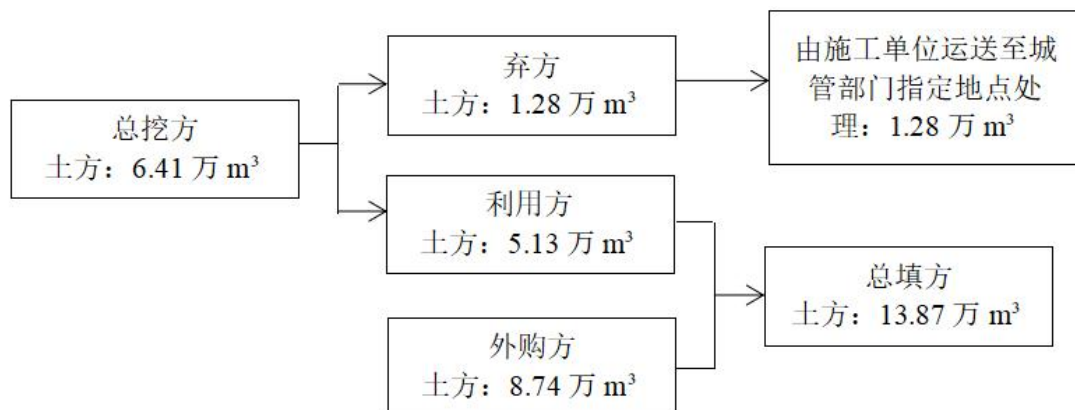 总挖方
土方：6.41 万 m³
弃方
土方：1.28 万 m³
由施工单位运送至城
管部门指定地点处
理：1.28 万 m³
利用方
土方：5.13 万 m³
外购方
土方：8.74 万 m³
总填方
土方：13.87 万 m³